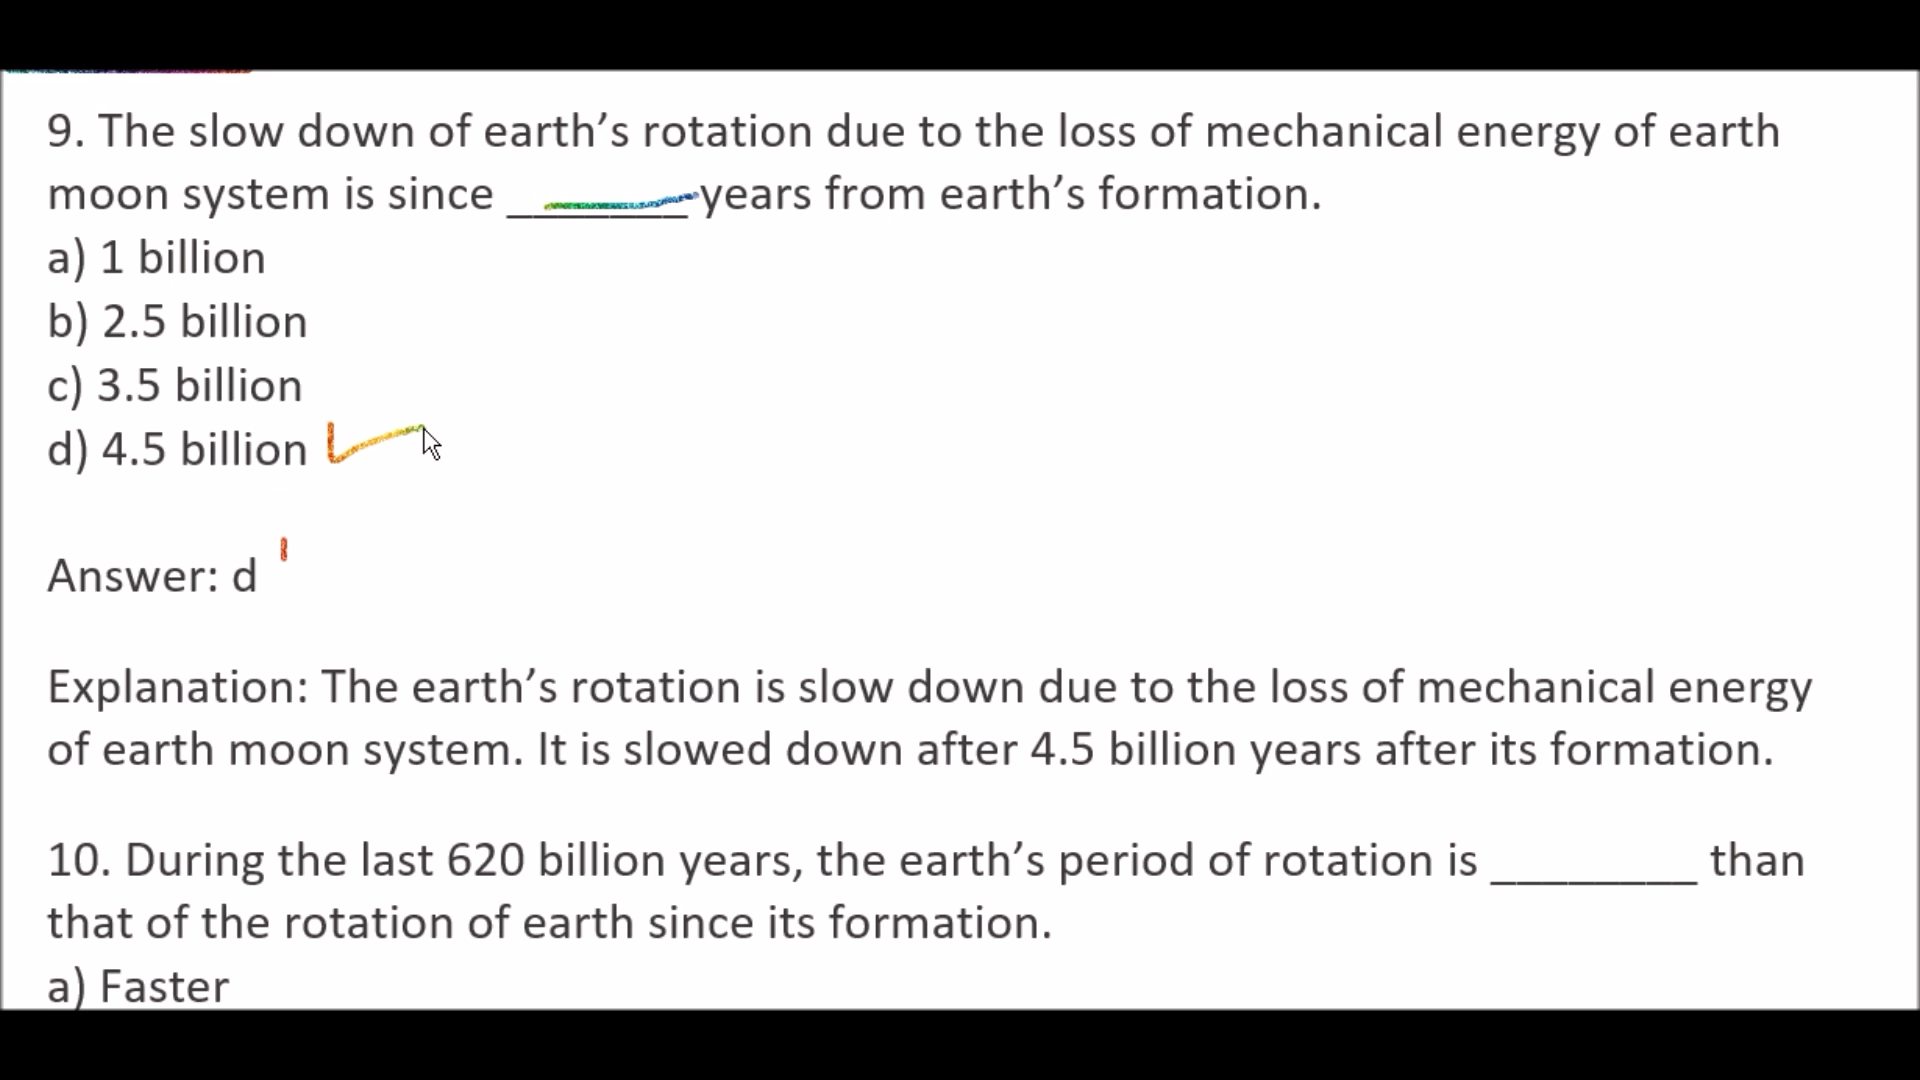 9. The slow down of earth’s rotation due to the loss of mechanical energy of earth
moon system is since _______ years from earth’s formation.
a) 1 billion
b) 2.5 billion
c) 3.5 billion
d) 4.5 billion
Answer: d
Explanation: The earth’s rotation is slow down due to the loss of mechanical energy
of earth moon system. It is slowed down after 4.5 billion years after its formation.
10. During the last 620 billion years, the earth’s period of rotation is ________ than
that of the rotation of earth since its formation.
a) Faster